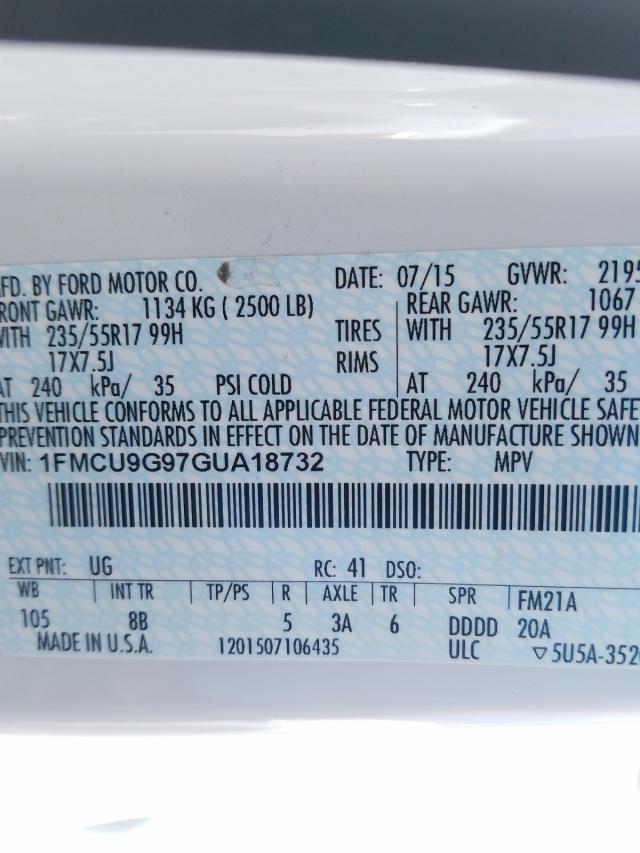 FD. BY FORD MOTOR CO. DATE: 07/15 GVWR: 2195
RONT GAWR: 1134 KG ( 2500 LB) REAR GAWR: 1067
WITH 235/55R17 99H TIRES WITH 235/55R17 99H
17X7.5J RIMS 17X7.5J
AT 240 kPa/ 35 PSI COLD AT 240 kPa/ 35
THIS VEHICLE CONFORMS TO ALL APPLICABLE FEDERAL MOTOR VEHICLE SAFE
PREVENTION STANDARDS IN EFFECT ON THE DATE OF MANUFACTURE SHOWN
VIN: 1FMCU9G97GUA18732 TYPE: MPV
EXT PNT: UG RC: 41 DSO:
WB INT TR TP/PS R AXLE TR SPR FM21A
105 8B 5 3A 6 DDDD 20A
MADE IN U.S.A. 1201507106435 ULC ▽5U5A-352